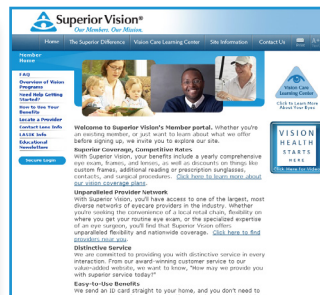 Superior Vision®
Our Members. Our Mission.
Home
The Superior Difference
Vision Care Learning Center
Site Information
Contact Us
Member Home
FAQ
Overview of Vision
Programs
Need Help Getting
Started?
How to Use Your
Benefits
Locate a Provider
Contact Lens Info
LASIK Info
Educational
Newsletters
Secure Login
Vision Care
Learning Center
Click to Learn More
About Your Eyes
VISION
HEALTH
STARTS
HERE
Click Here For Video
Welcome to Superior Vision's Member portal. Whether you're
an existing member, or just want to learn about what we offer
before signing up, we invite you to explore our site.
Superior Coverage, Competitive Rates
With Superior Vision, your benefits include a yearly comprehensive
eye exam, frames, and lenses, as well as discounts on things like
custom frames, additional reading or prescription sunglasses,
contacts, and surgical procedures. Click here to learn more about
our vision coverage plans.
Unparalleled Provider Network
With Superior Vision, you'll have access to one of the largest, most
diverse networks of eyecare providers in the industry. Whether
you're seeking the convenience of a local retail chain, flexibility on
where you get your routine eye exam, or the specialized expertise
of an eye surgeon, you'll find that Superior Vision offers
unparalleled flexibility and nationwide coverage. Click here to find
providers near you.
Distinctive Service
We are committed to providing you with distinctive service in every
interaction. From our award-winning customer service to our
value-added website, we want to know, "How may we provide you
with superior service today?"
Easy-to-Use Benefits
We send an ID card straight to your home, and you don't need to